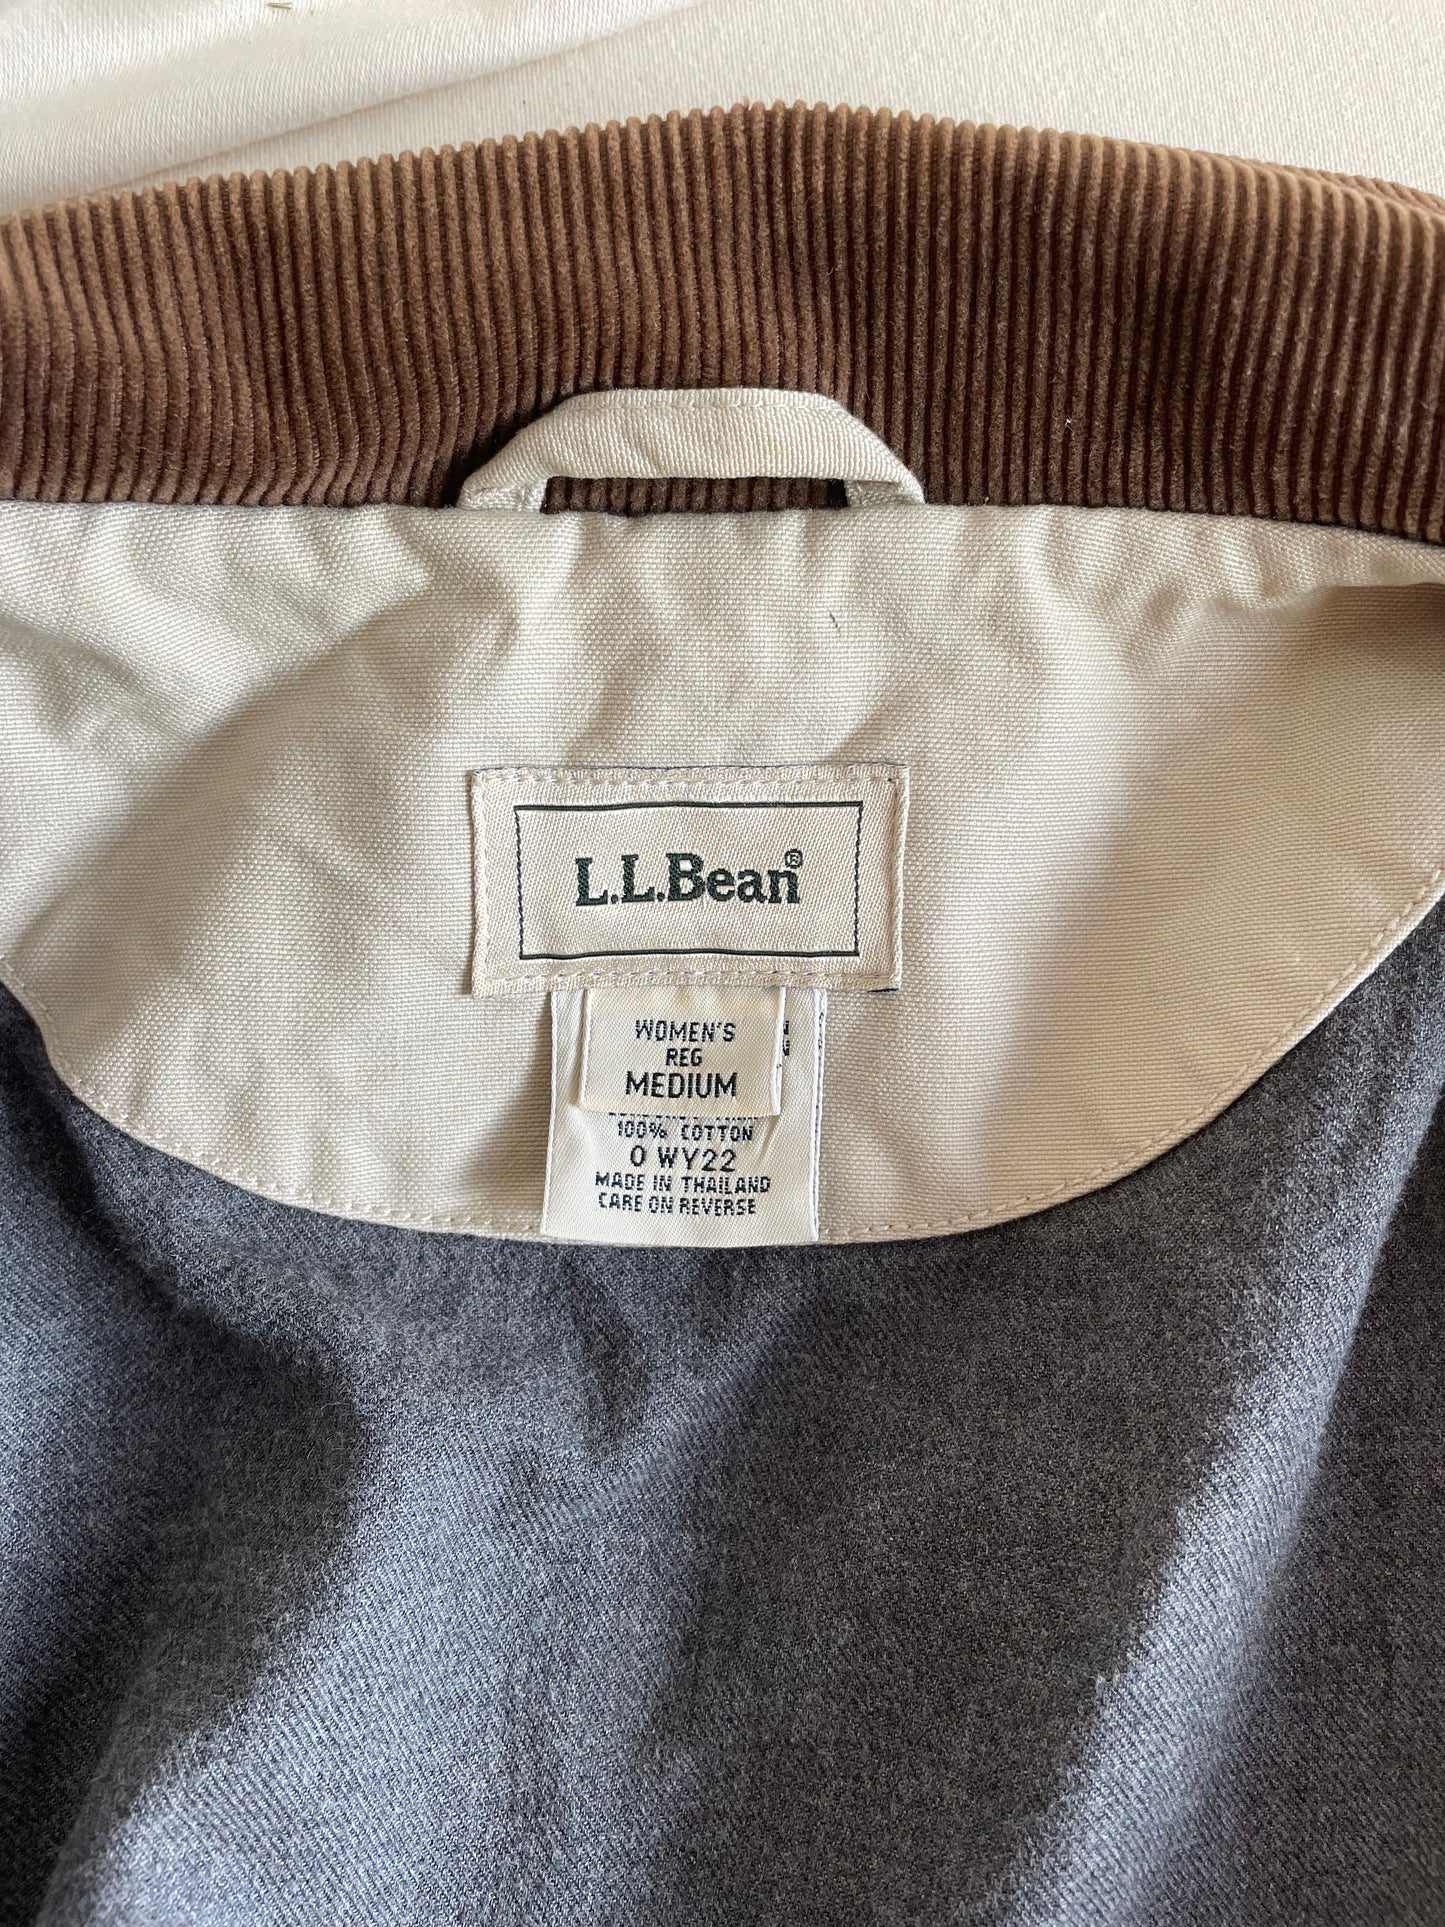 L.L.Bean®
WOMEN'S
REG
MEDIUM
100% COTTON
0 WY22
MADE IN THAILAND
CARE ON REVERSE